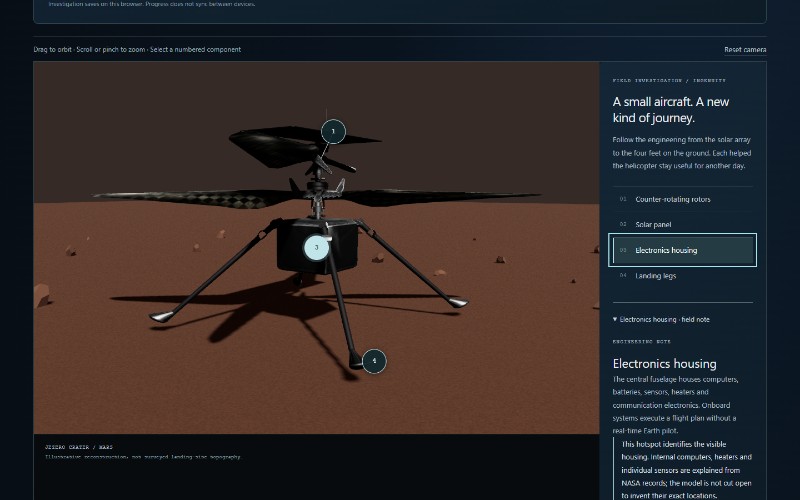 Investigation saves on this browser. Progress does not sync between devices.
Drag to orbit · Scroll or pinch to zoom · Select a numbered component
Reset camera
1
3
4
JEZERO CRATER / MARS
Illustrative reconstruction, not surveyed landing-site topography.
FIELD INVESTIGATION / INGENUITY
A small aircraft. A new
kind of journey.
Follow the engineering from the solar array
to the four feet on the ground. Each helped
the helicopter stay useful for another day.
01 Counter-rotating rotors
02 Solar panel
03 Electronics housing
04 Landing legs
▼ Electronics housing · field note
ENGINEERING NOTE
Electronics housing
The central fuselage houses computers,
batteries, sensors, heaters and
communication electronics. Onboard
systems execute a flight plan without a
real-time Earth pilot.
This hotspot identifies the visible
housing. Internal computers, heaters and
individual sensors are explained from
NASA records; the model is not cut open
to invent their exact locations.